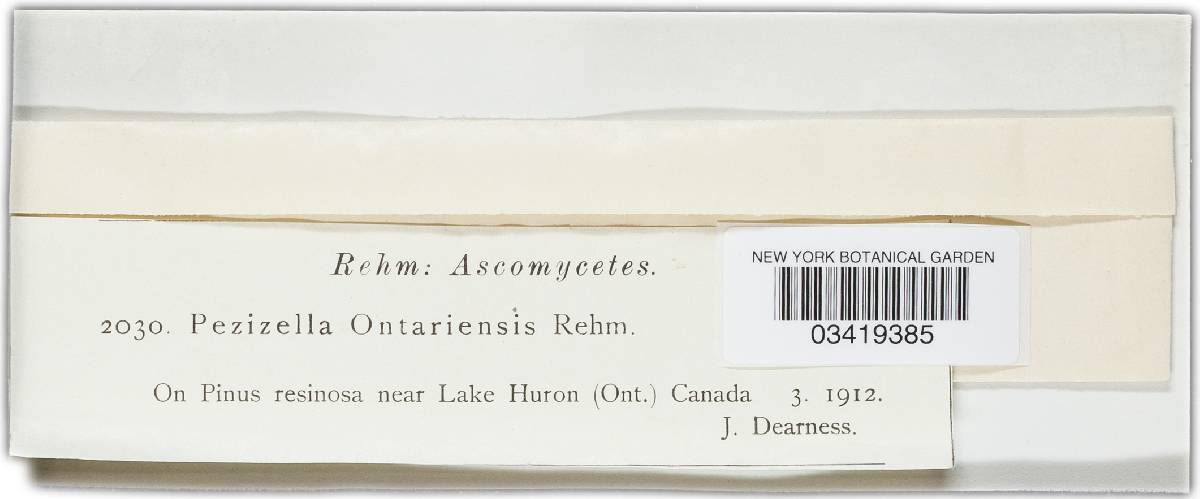 Rehm: Ascomycetes.
2030. Pezizella Ontariensis Rehm.
On Pinus resinosa near Lake Huron (Ont.) Canada 3. 1912.
J. Dearness.
NEW YORK BOTANICAL GARDEN
03419385